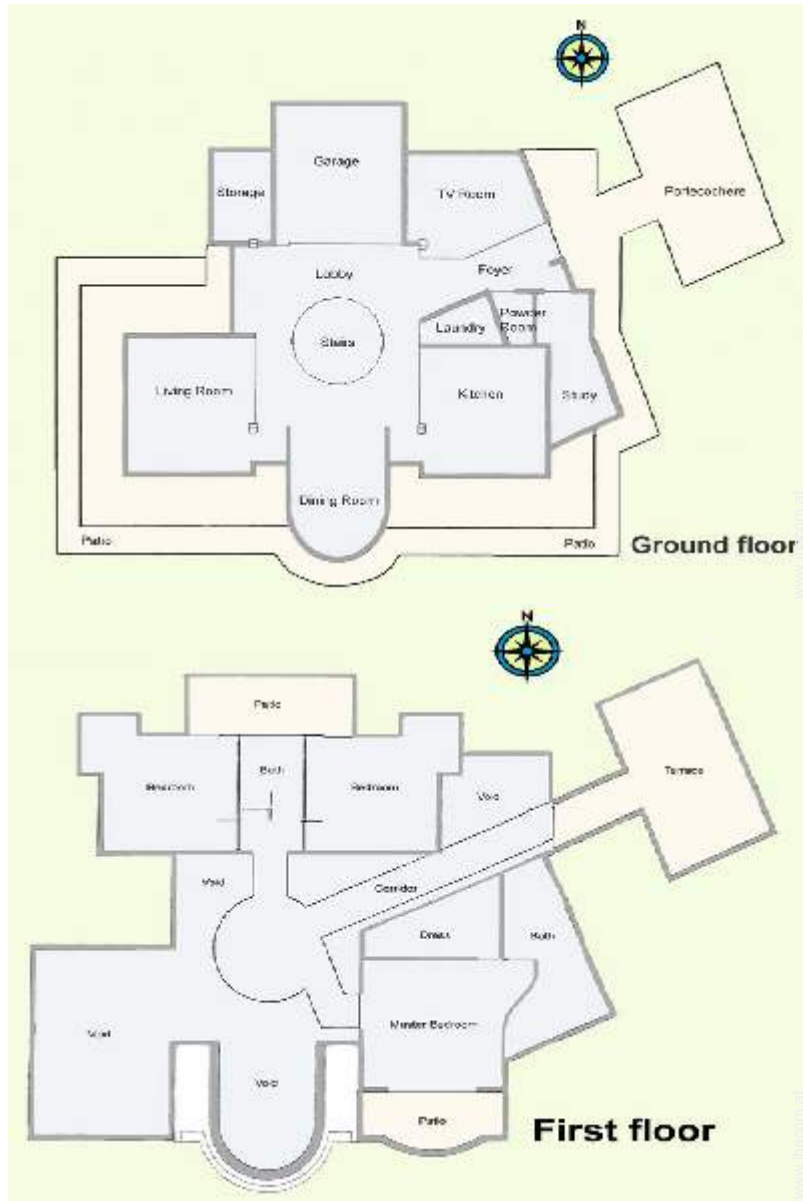 N
Garage
Storage
TV Room
Portecochere
Lobby
Foyer
Stairs
Laundry
Powder
Room
Living Room
Kitchen
Study
Dining Room
Patio
Patio
Ground floor
N
Patio
Bath
Bedroom
Bedroom
Void
Terrace
Void
Corridor
Dress
Bath
Void
Master Bedroom
Void
Patio
First floor